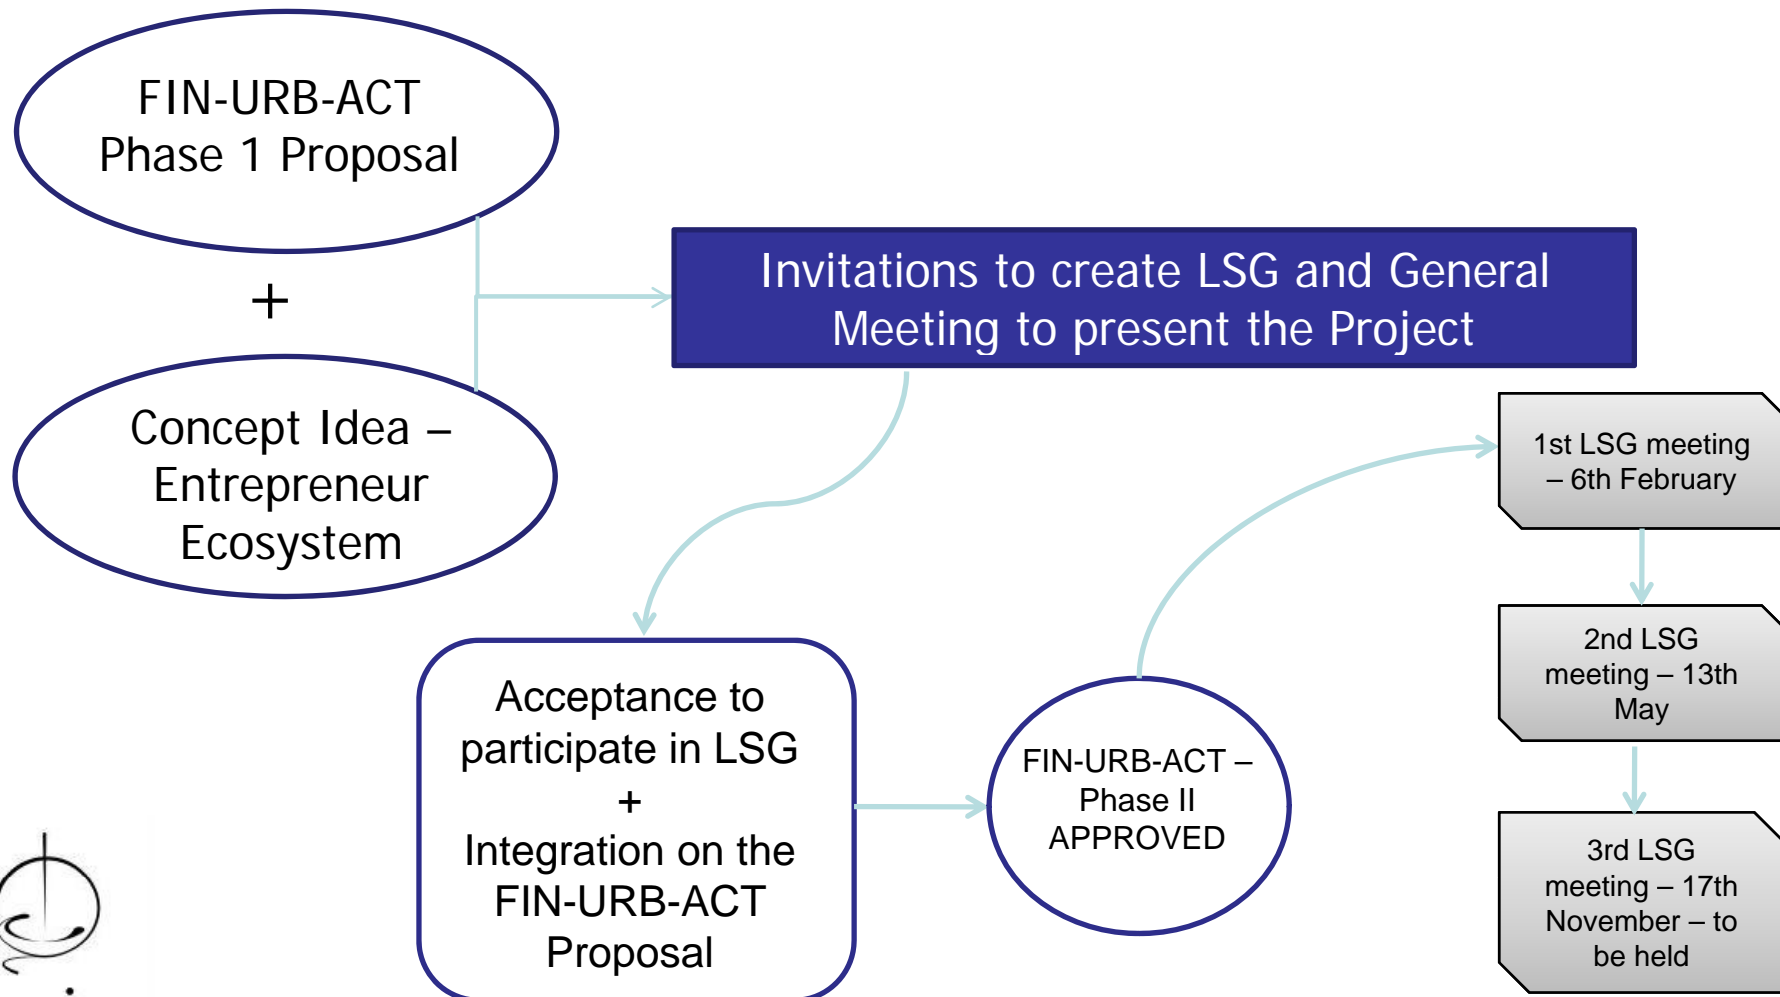 FIN-URB-ACT
Phase 1 Proposal
+
Concept Idea –
Entrepreneur
Ecosystem
Invitations to create LSG and General
Meeting to present the Project
Acceptance to
participate in LSG
+
Integration on the
FIN-URB-ACT
Proposal
FIN-URB-ACT –
Phase II
APPROVED
1st LSG meeting
– 6th February
2nd LSG
meeting – 13th
May
3rd LSG
meeting – 17th
November – to
be held